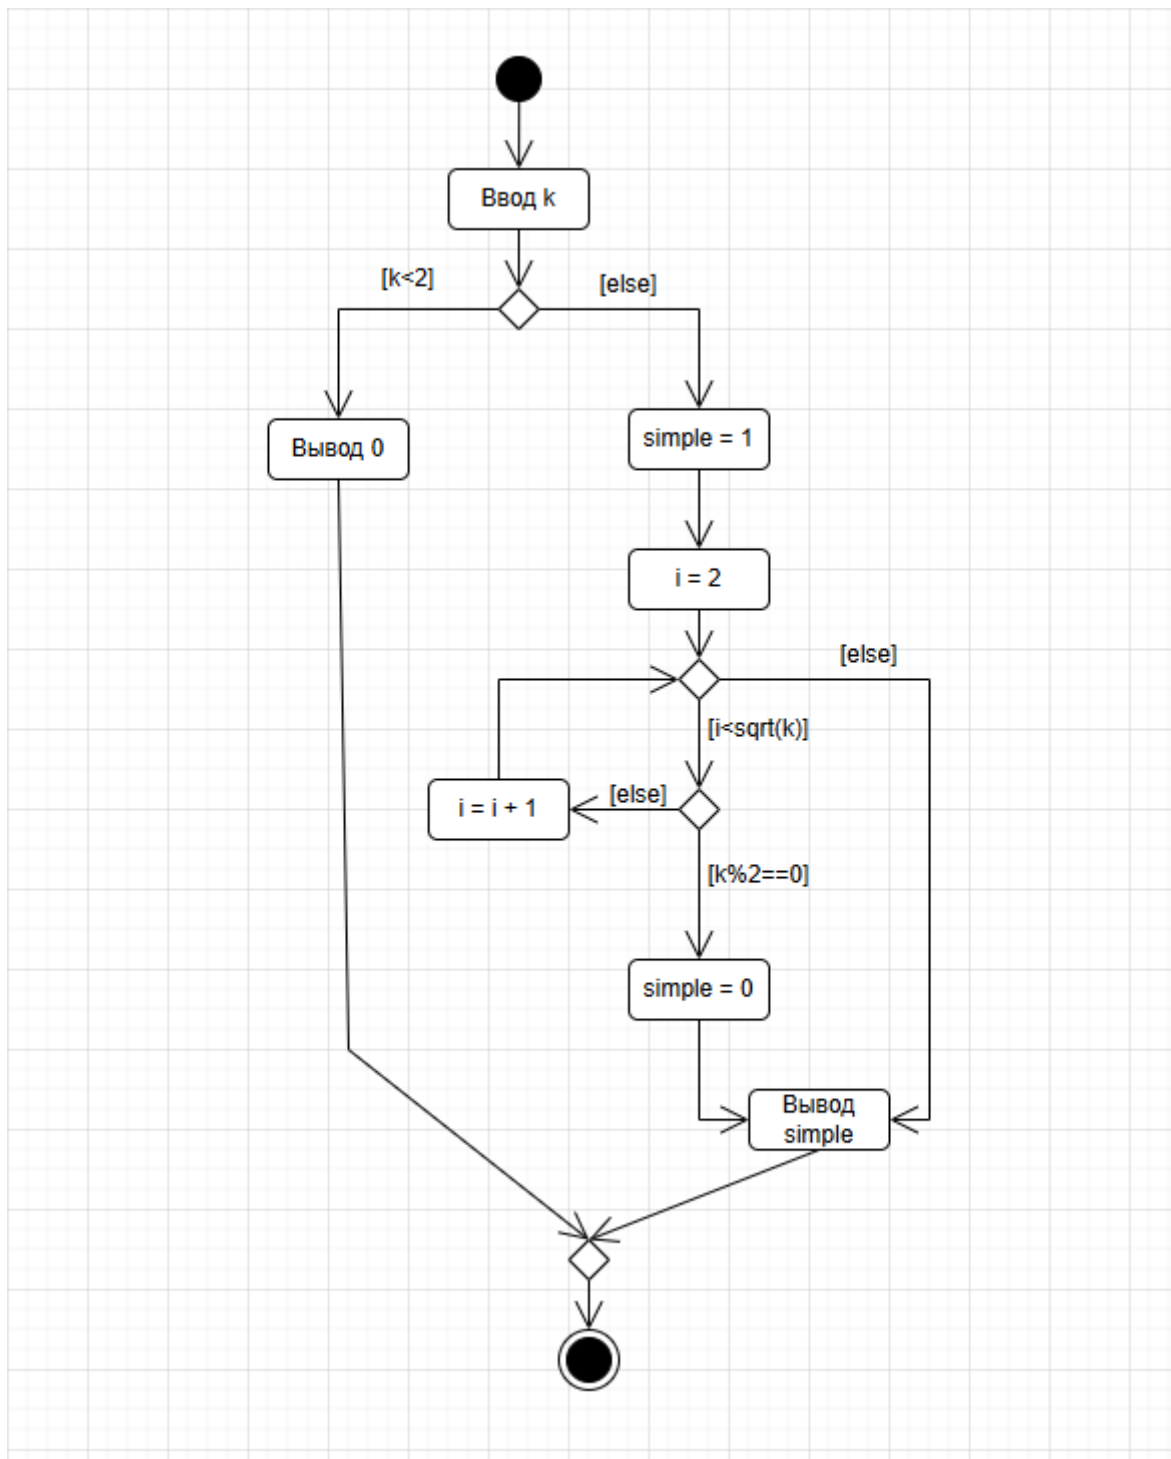 Ввод k
[k<2]
[else]
Вывод 0
simple = 1
i = 2
[else]
[i<sqrt(k)]
i = i + 1
[else]
[k%2==0]
simple = 0
Вывод
simple